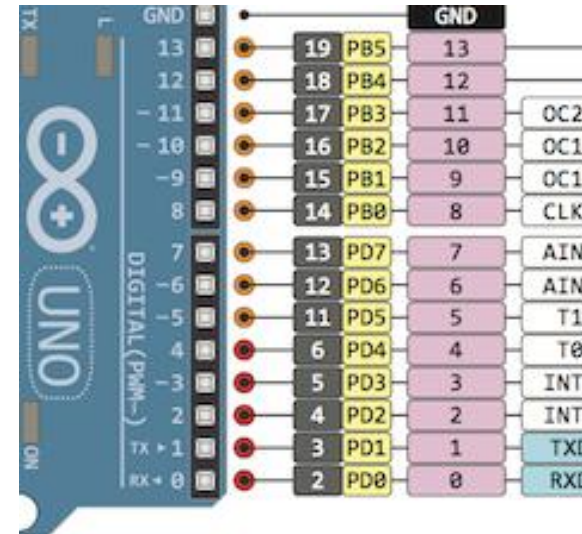 TX L GND GND
13 19 PB5 13
12 18 PB4 12
~11 17 PB3 11 OC2
~10 16 PB2 10 OC1
~9 15 PB1 9 OC1
8 14 PB0 8 CLK
7 13 PD7 7 AIN
~6 12 PD6 6 AIN
~5 11 PD5 5 T1
4 6 PD4 4 T0
~3 5 PD3 3 INT
2 4 PD2 2 INT
TX ▸ 1 3 PD1 1 TXD
RX ◂ 0 2 PD0 0 RXD
DIGITAL (PWM~)
UNO
ON